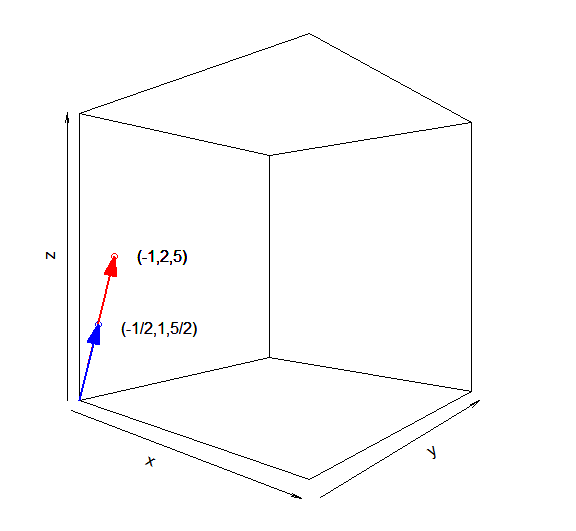 z
(-1,2,5)
(-1/2,1,5/2)
x
y